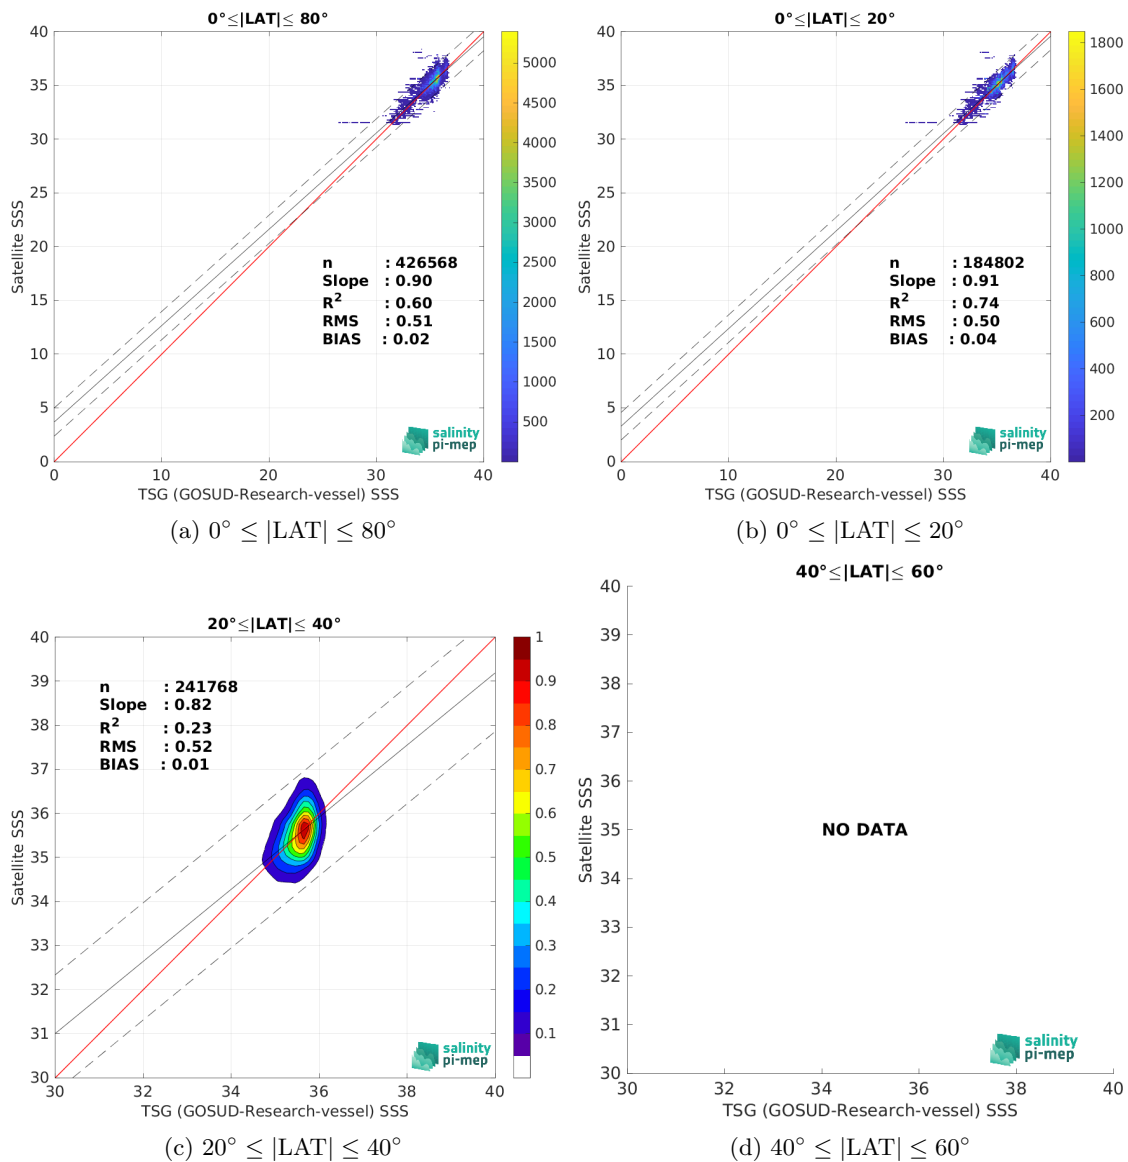 0°≤|LAT|≤ 80°
40
35
30
25
20
15
10
5
0
Satellite SSS
n : 426568
Slope : 0.90
R² : 0.60
RMS : 0.51
BIAS : 0.02
salinity
pi-mep
0 10 20 30 40
TSG (GOSUD-Research-vessel) SSS
5000
4500
4000
3500
3000
2500
2000
1500
1000
500
(a) 0° ≤ |LAT| ≤ 80°
0°≤|LAT|≤ 20°
40
35
30
25
20
15
10
5
0
Satellite SSS
n : 184802
Slope : 0.91
R² : 0.74
RMS : 0.50
BIAS : 0.04
salinity
pi-mep
0 10 20 30 40
TSG (GOSUD-Research-vessel) SSS
1800
1600
1400
1200
1000
800
600
400
200
(b) 0° ≤ |LAT| ≤ 20°
20°≤|LAT|≤ 40°
40
39
38
37
36
35
34
33
32
31
30
Satellite SSS
n : 241768
Slope : 0.82
R² : 0.23
RMS : 0.52
BIAS : 0.01
salinity
pi-mep
30 32 34 36 38 40
TSG (GOSUD-Research-vessel) SSS
1
0.9
0.8
0.7
0.6
0.5
0.4
0.3
0.2
0.1
(c) 20° ≤ |LAT| ≤ 40°
40°≤|LAT|≤ 60°
40
39
38
37
36
35
34
33
32
31
30
Satellite SSS
NO DATA
salinity
pi-mep
30 32 34 36 38 40
TSG (GOSUD-Research-vessel) SSS
(d) 40° ≤ |LAT| ≤ 60°